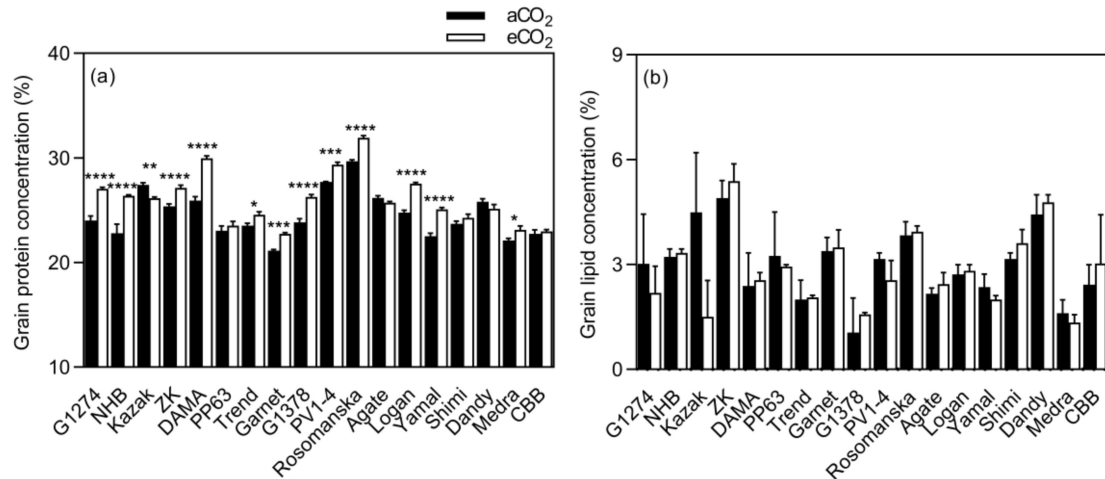 aCO₂
eCO₂
(a)
Grain protein concentration (%)
40
30
20
10
****
****
**
****
****
*
***
****
***
****
****
****
*
G1274
NHB
Kazak
ZK
DAMA
PP63
Trend
Garnet
G1378
PV1-4
Rosomanska
Agate
Logan
Yamal
Shimi
Dandy
Medra
CBB
(b)
Grain lipid concentration (%)
9
6
3
0
G1274
NHB
Kazak
ZK
DAMA
PP63
Trend
Garnet
G1378
PV1-4
Rosomanska
Agate
Logan
Yamal
Shimi
Dandy
Medra
CBB